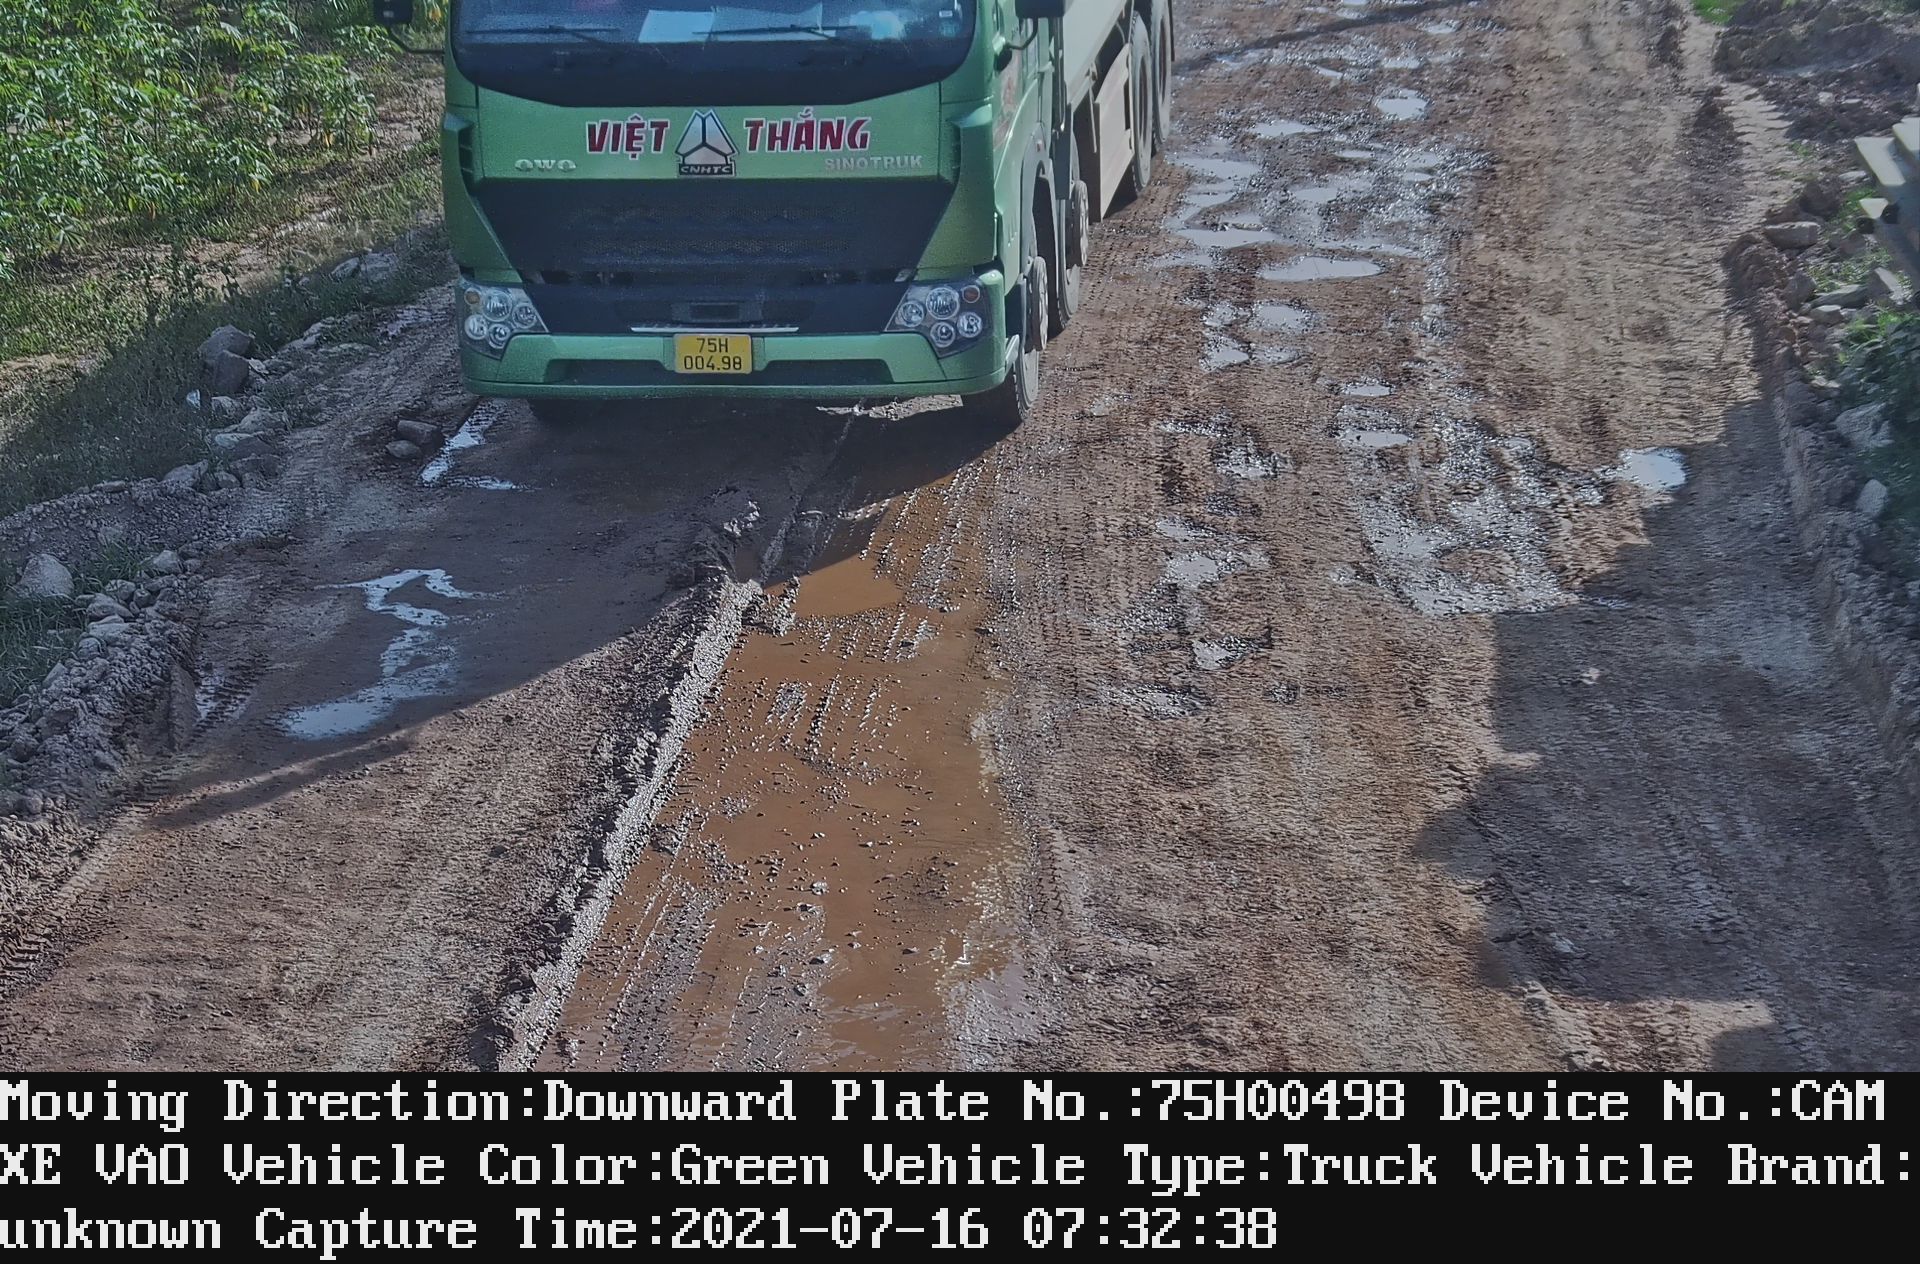 VIỆT THẮNG
SINOTRUK
CNHTC
75H
004.98
Moving Direction:Downward Plate No.:75H00498 Device No.:CAM
XE VAO Vehicle Color:Green Vehicle Type:Truck Vehicle Brand:
unknown Capture Time:2021-07-16 07:32:38